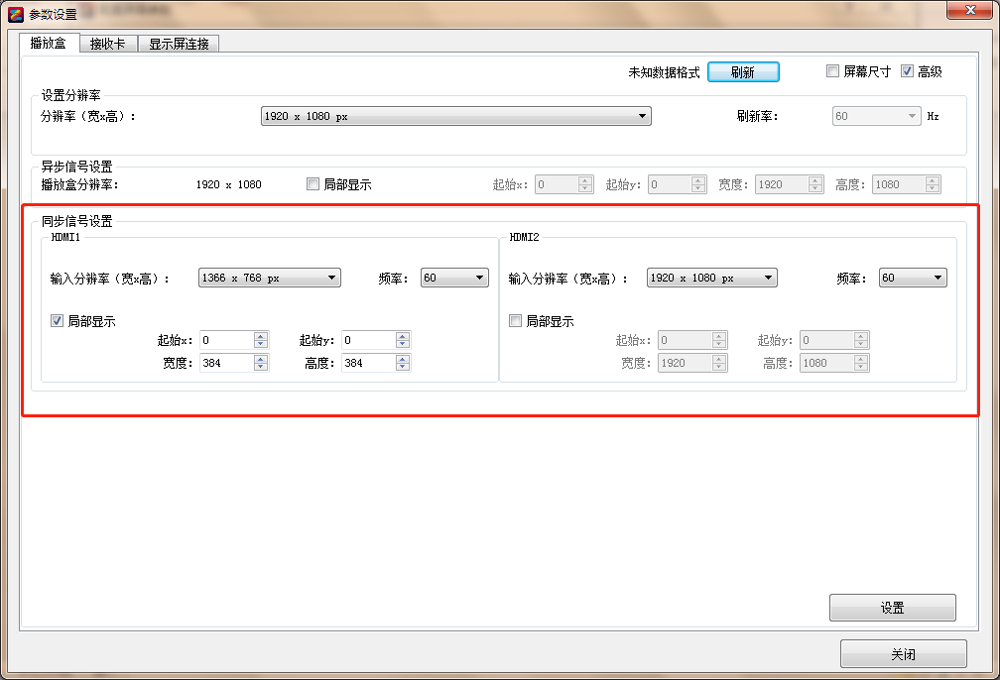 参数设置
播放盒 接收卡 显示屏连接
未知数据格式 刷新 屏幕尺寸 高级
设置分辨率
分辨率（宽x高）： 1920 x 1080 px 刷新率： 60 Hz
异步信号设置
播放盒分辨率： 1920 x 1080 局部显示 起始x： 0 起始y： 0 宽度： 1920 高度： 1080
同步信号设置
HDMI1 HDMI2
输入分辨率（宽x高）： 1366 x 768 px 频率： 60 输入分辨率（宽x高）： 1920 x 1080 px 频率： 60
局部显示 局部显示
起始x： 0 起始y： 0 起始x： 0 起始y： 0
宽度： 384 高度： 384 宽度： 1920 高度： 1080
设置
关闭